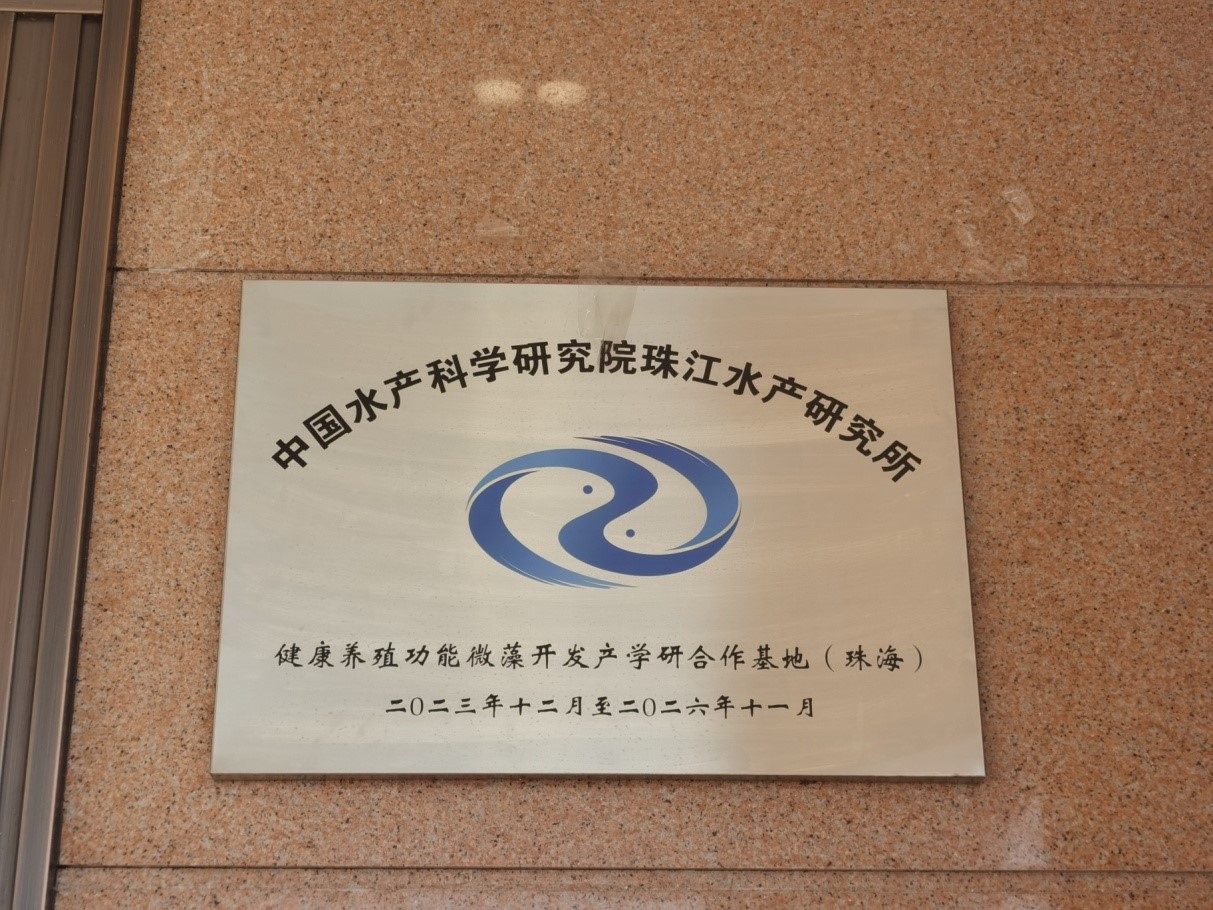 中国水产科学研究院珠江水产研究所
健康养殖功能微藻开发产学研合作基地（珠海）
二〇二三年十二月至二〇二六年十一月